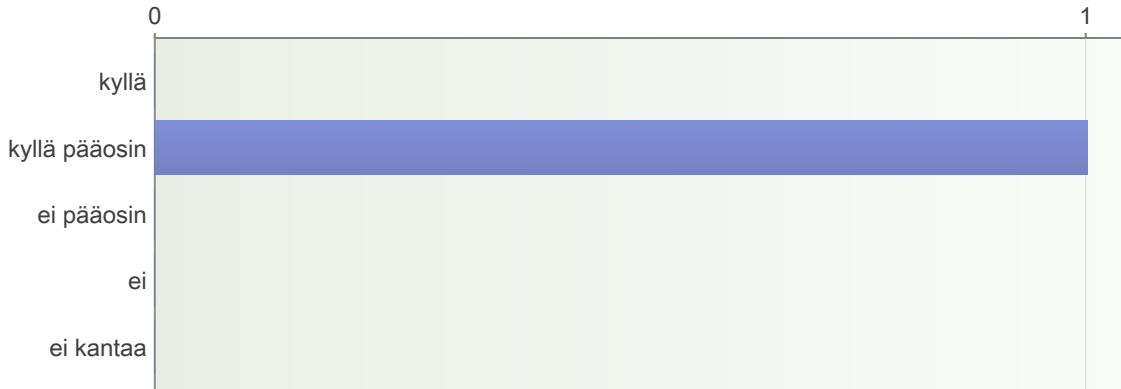 0 1
kyllä
kyllä pääosin
ei pääosin
ei
ei kantaa